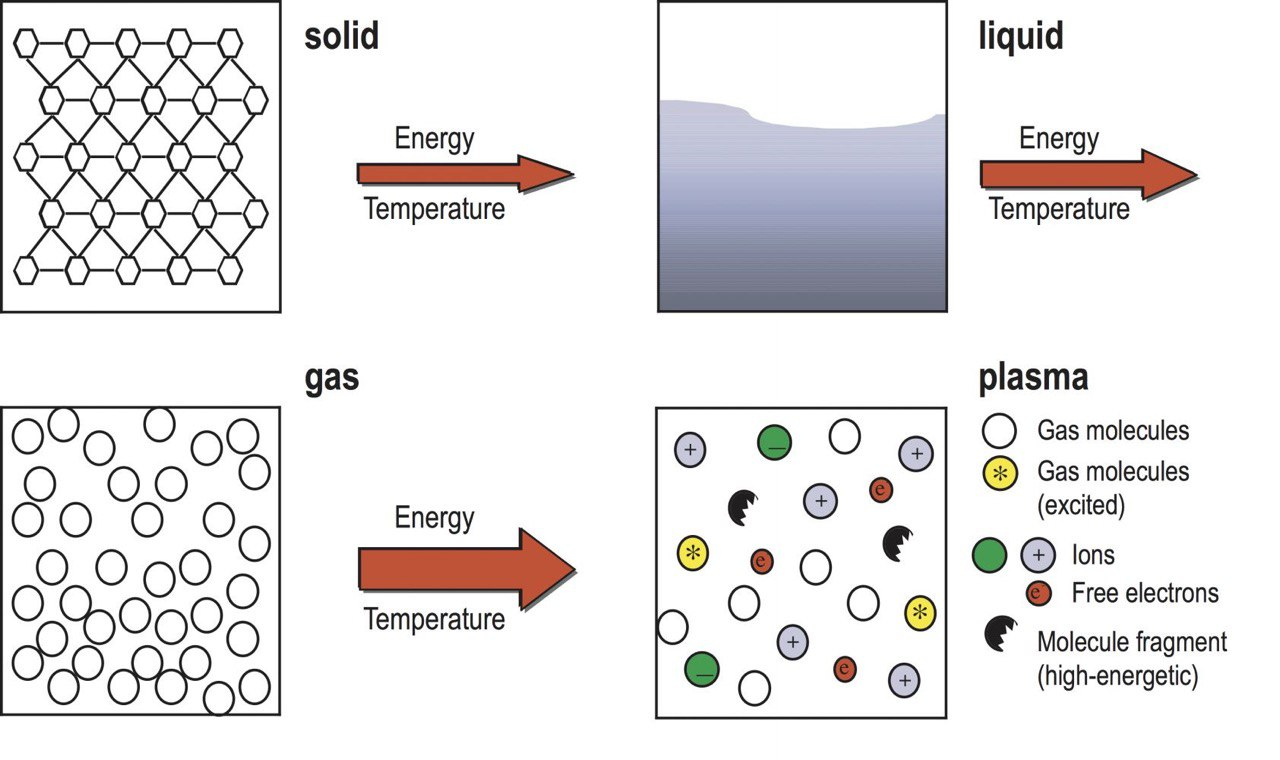 solid
Energy
Temperature
liquid
Energy
Temperature
gas
Energy
Temperature
plasma
+
_
+
+
e
*
e
*
+
_
e
+
Gas molecules
* Gas molecules
(excited)
+ Ions
e Free electrons
Molecule fragment
(high-energetic)